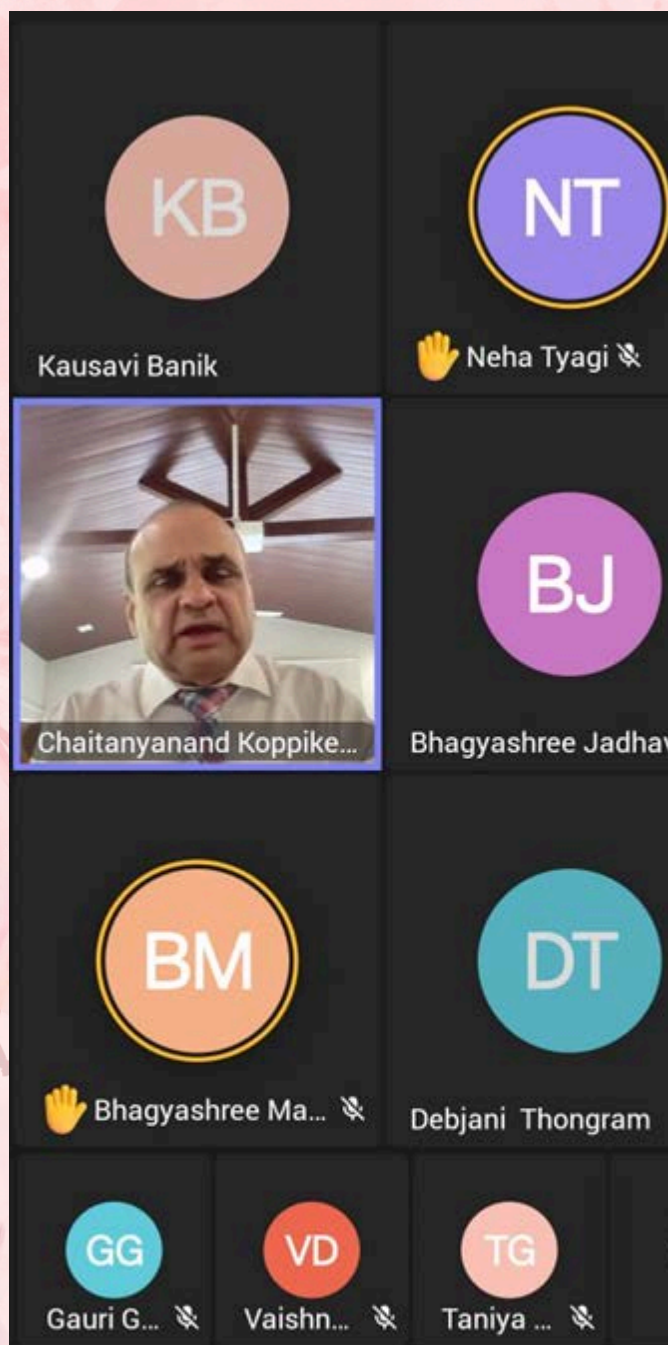 KB
NT
Kausavi Banik
Neha Tyagi
BJ
Chaitanyanand Koppike...
Bhagyashree Jadhav
BM
DT
Bhagyashree Ma...
Debjani Thongram
GG
VD
TG
Gauri G...
Vaishn...
Taniya ...